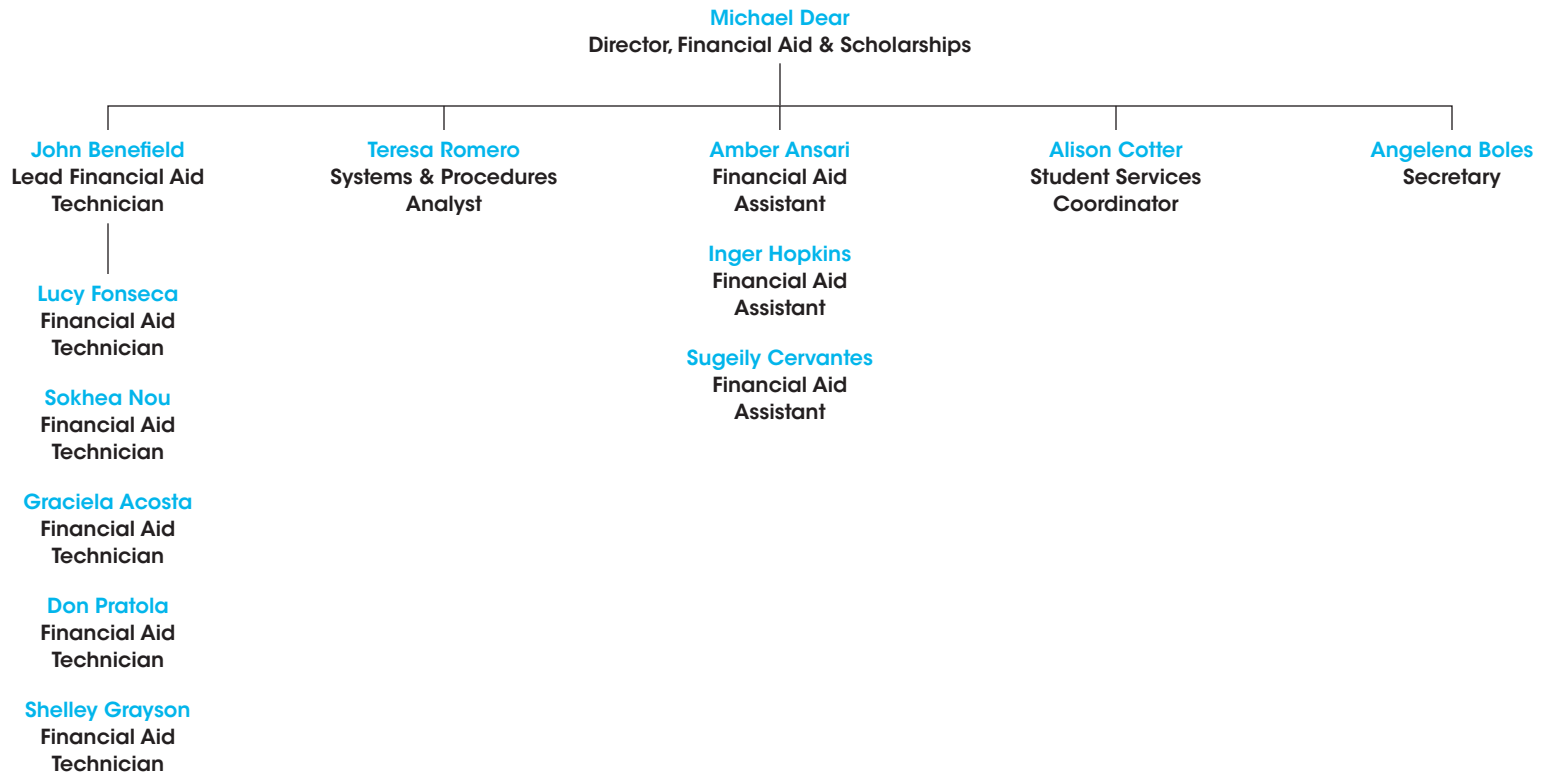 Michael Dear
Director, Financial Aid & Scholarships
John Benefield
Lead Financial Aid
Technician
Teresa Romero
Systems & Procedures
Analyst
Amber Ansari
Financial Aid
Assistant
Alison Cotter
Student Services
Coordinator
Angelena Boles
Secretary
Lucy Fonseca
Financial Aid
Technician
Sokhea Nou
Financial Aid
Technician
Graciela Acosta
Financial Aid
Technician
Don Pratola
Financial Aid
Technician
Shelley Grayson
Financial Aid
Technician
Inger Hopkins
Financial Aid
Assistant
Sugeily Cervantes
Financial Aid
Assistant